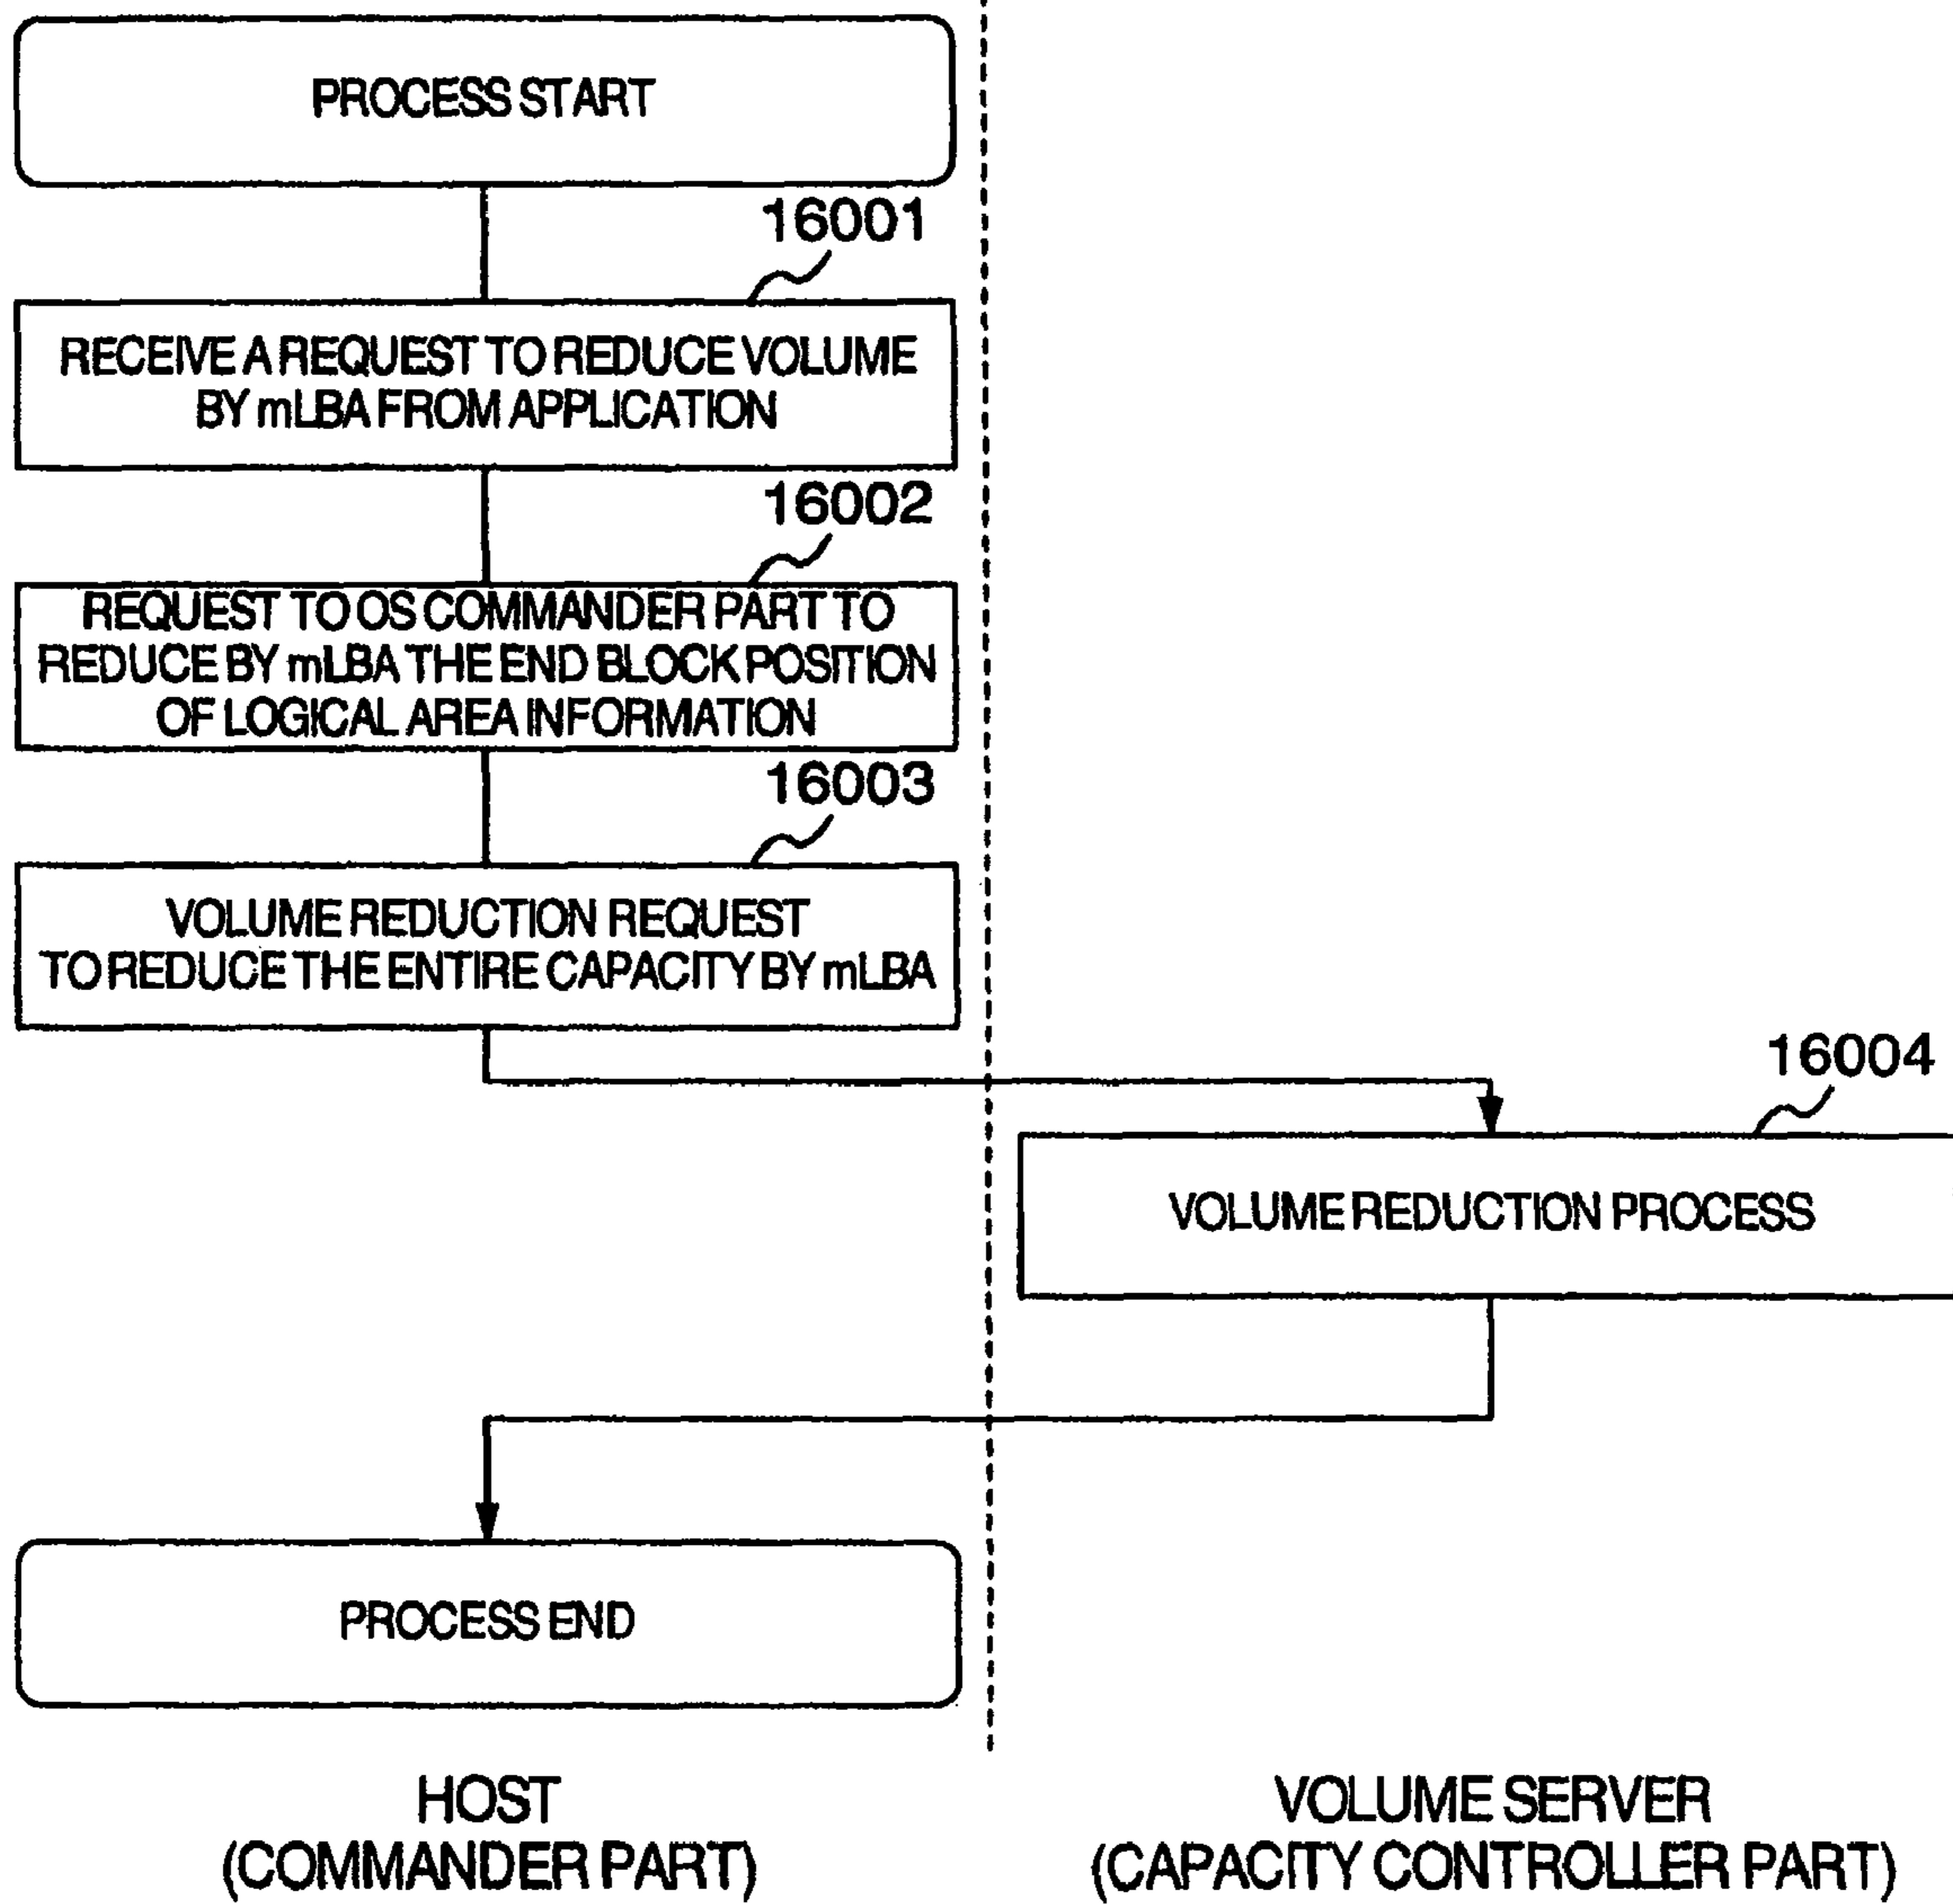 PROCESS START
16001
RECEIVE A REQUEST TO REDUCE VOLUME
BY mLBA FROM APPLICATION
16002
REQUEST TO OS COMMANDER PART TO
REDUCE BY mLBA THE END BLOCK POSITION
OF LOGICAL AREA INFORMATION
16003
VOLUME REDUCTION REQUEST
TO REDUCE THE ENTIRE CAPACITY BY mLBA
16004
VOLUME REDUCTION PROCESS
PROCESS END
HOST
(COMMANDER PART)
VOLUME SERVER
(CAPACITY CONTROLLER PART)